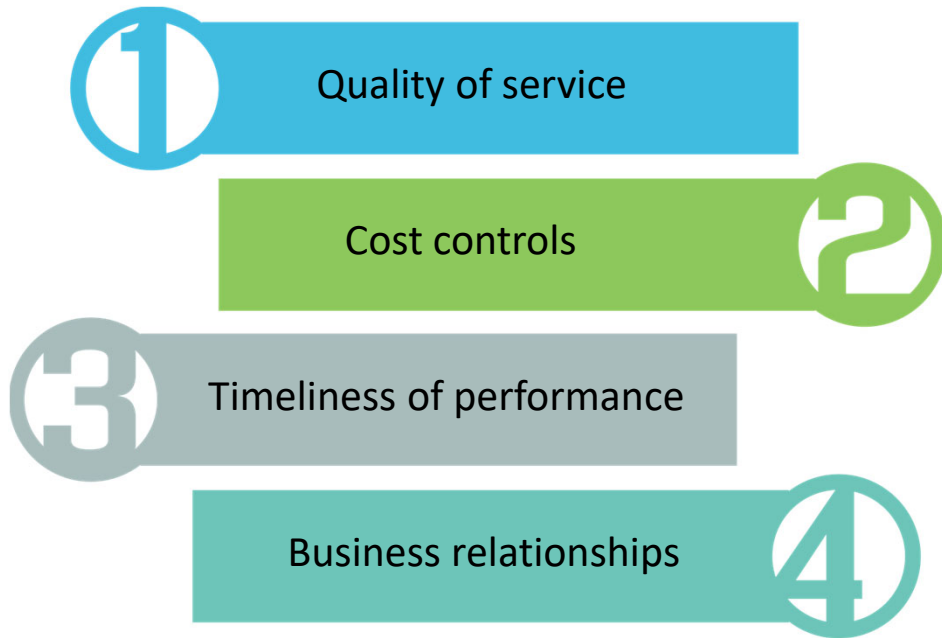 1 Quality of service
Cost controls 2
3 Timeliness of performance
Business relationships 4